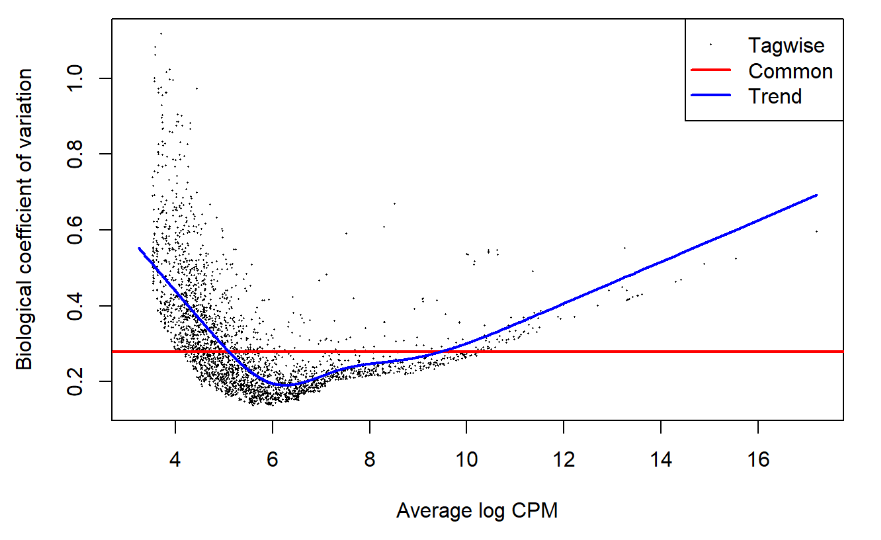 Tagwise
Common
Trend
Biological coefficient of variation
1.0
0.8
0.6
0.4
0.2
4 6 8 10 12 14 16
Average log CPM